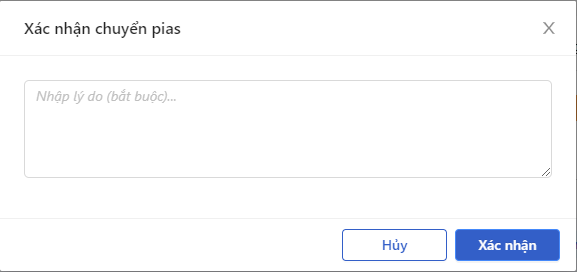 Xác nhận chuyển pias
Nhập lý do (bắt buộc)...
Hủy
Xác nhận